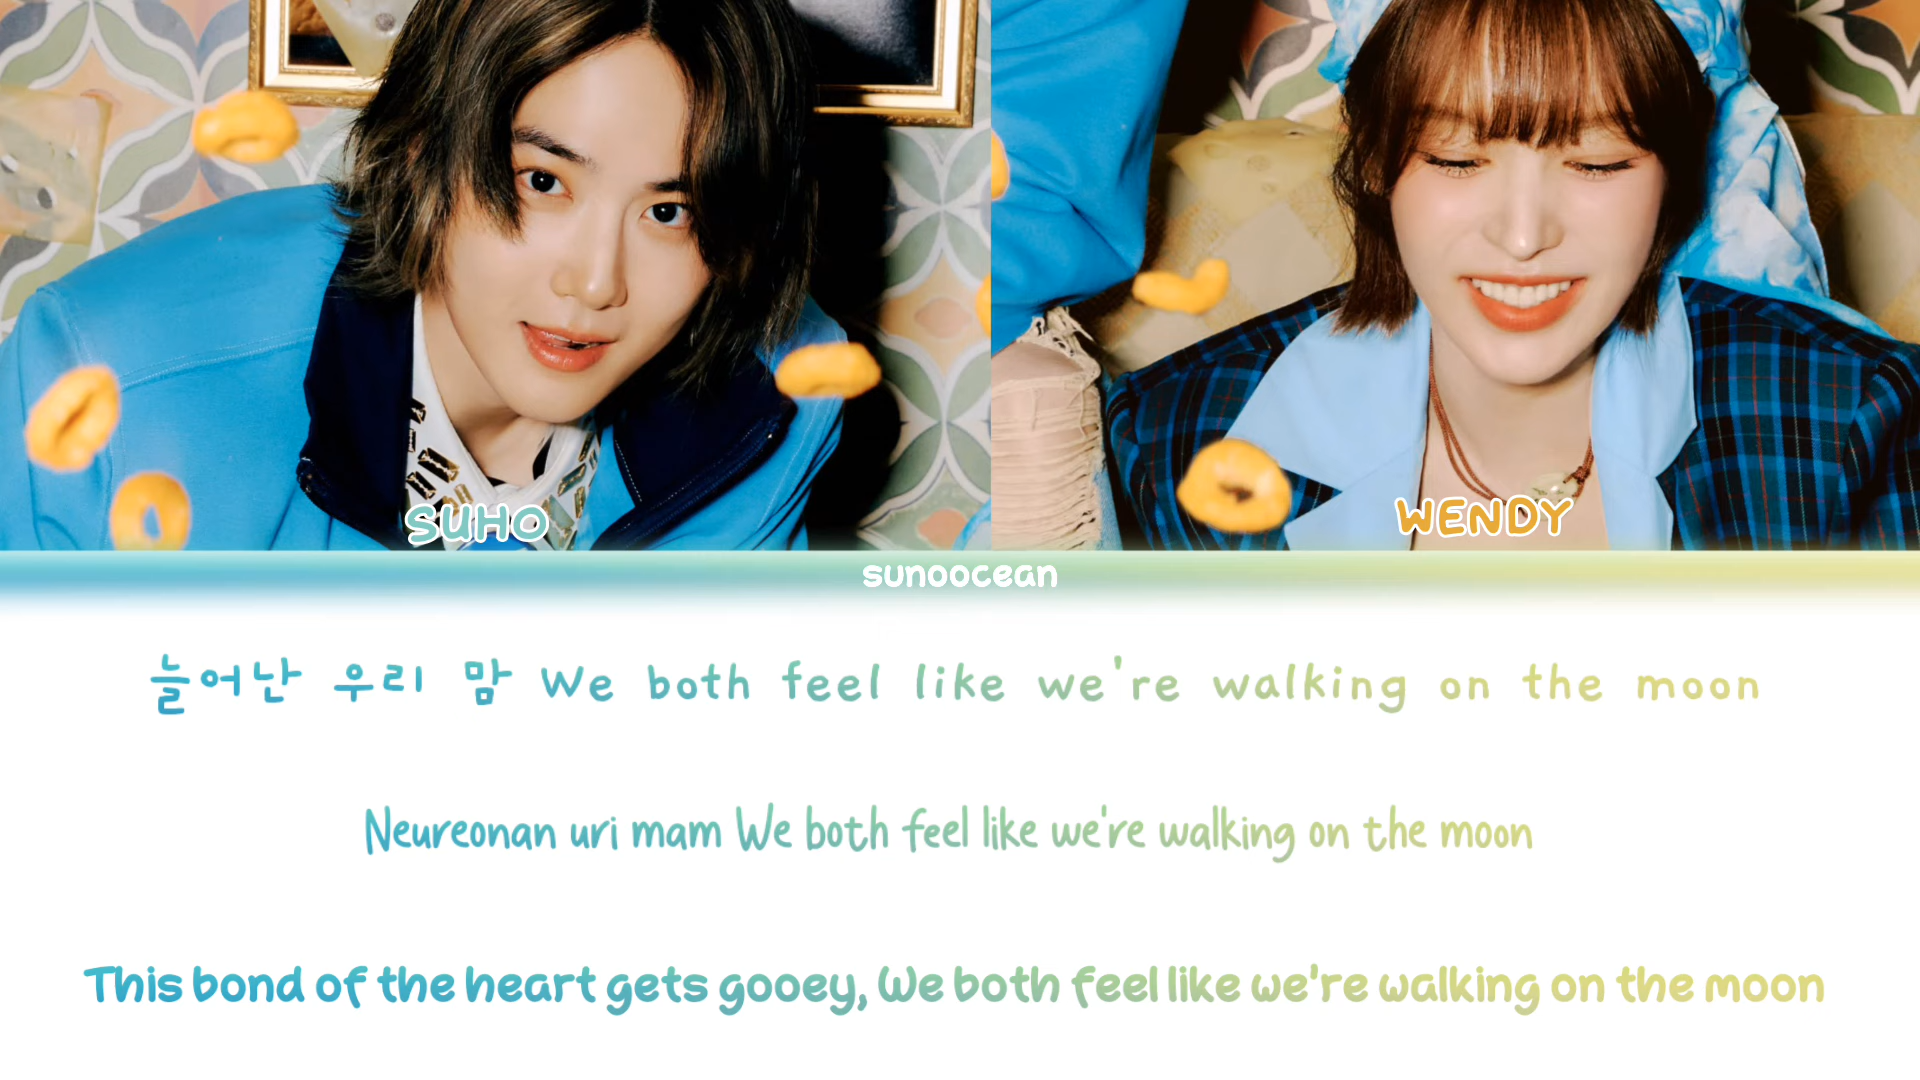 SUHO
WENDY
sunoocean
늘어난 우리 맘 We both feel like we're walking on the moon
Neureonan uri mam We both feel like we're walking on the moon
This bond of the heart gets gooey, We both feel like we're walking on the moon